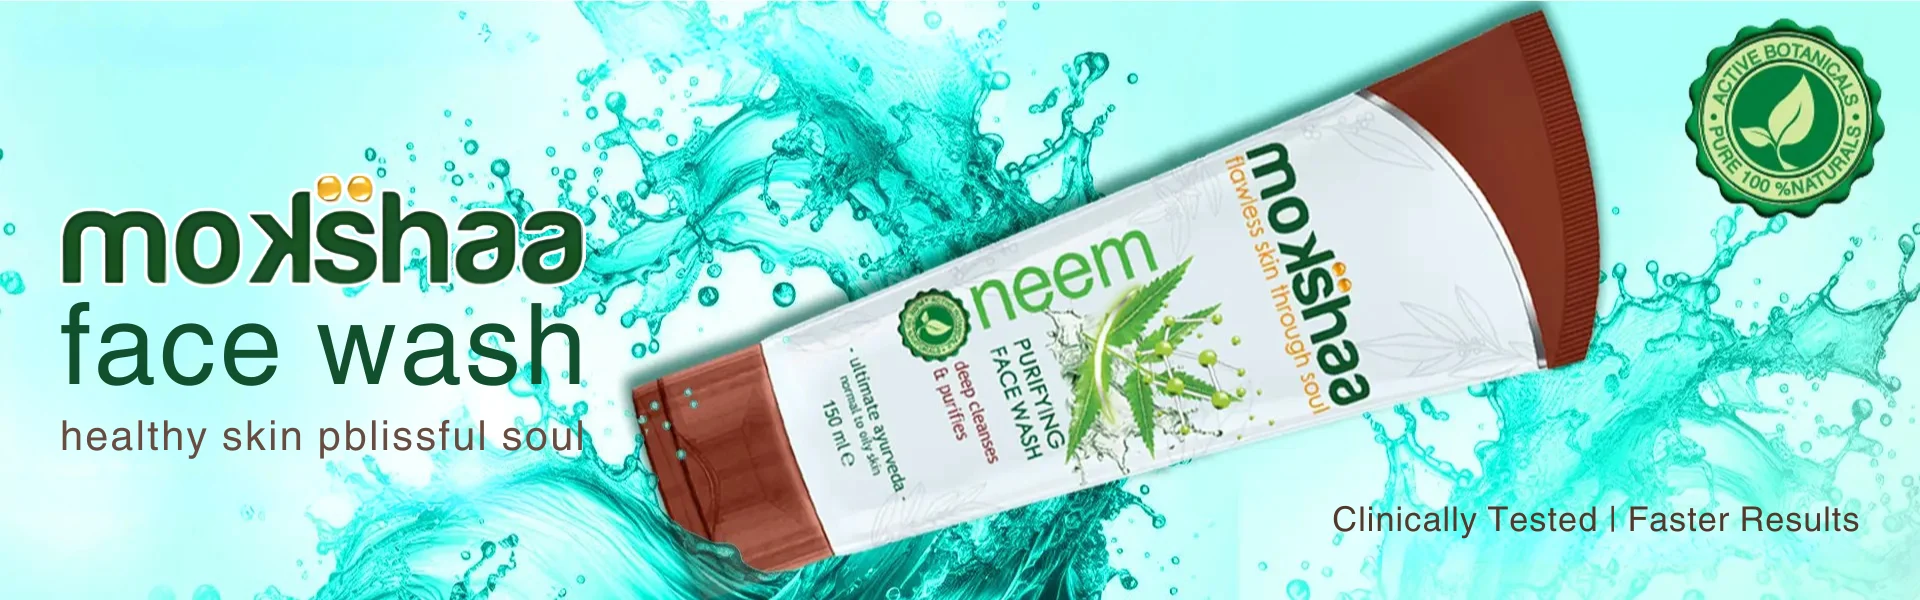 mokshaa
face wash
healthy skin pblissful soul
mokshaa
flawless skin through soul
neem
PURIFYING
FACE WASH
deep cleanses
& purifies
- ultimate ayurveda -
normal to oily skin
150 ml e
ACTIVE BOTANICALS
PURE 100 %NATURALS
Clinically Tested | Faster Results